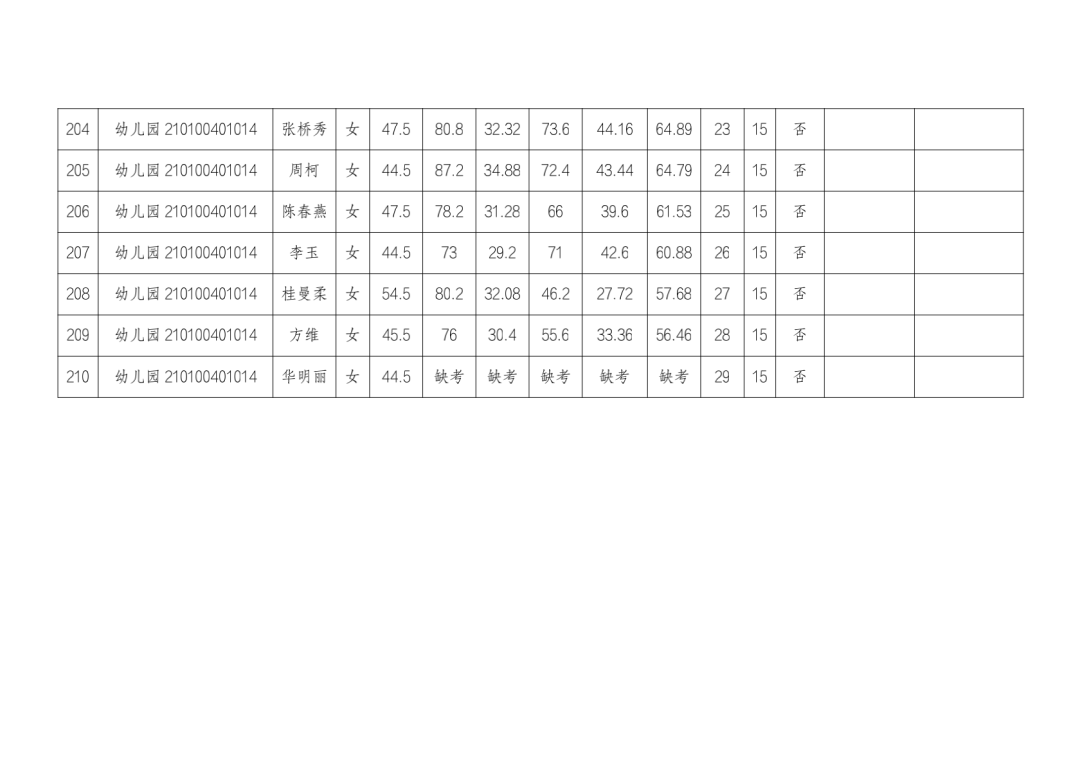 204 幼儿园 210100401014 张桥秀 女 47.5 80.8 32.32 73.6 44.16 64.89 23 15 否
205 幼儿园 210100401014 周柯 女 44.5 87.2 34.88 72.4 43.44 64.79 24 15 否
206 幼儿园 210100401014 陈春燕 女 47.5 78.2 31.28 66 39.6 61.53 25 15 否
207 幼儿园 210100401014 李玉 女 44.5 73 29.2 71 42.6 60.88 26 15 否
208 幼儿园 210100401014 桂曼柔 女 54.5 80.2 32.08 46.2 27.72 57.68 27 15 否
209 幼儿园 210100401014 方维 女 45.5 76 30.4 55.6 33.36 56.46 28 15 否
210 幼儿园 210100401014 华明丽 女 44.5 缺考 缺考 缺考 缺考 缺考 29 15 否